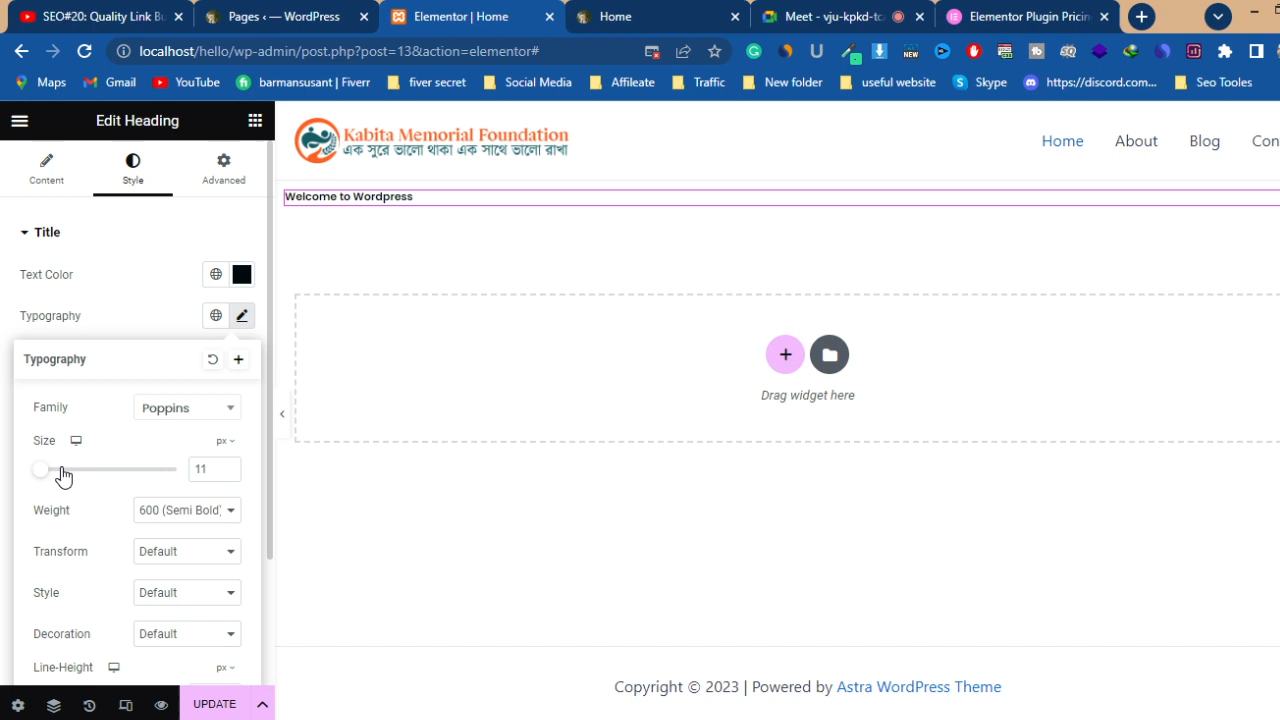 SEO#20: Quality Link Bu
Pages ‹ — WordPress
Elementor | Home
Home
Meet - vju-kpkd-tc
Elementor Plugin Pricin
localhost/hello/wp-admin/post.php?post=13&action=elementor#
Maps
Gmail
YouTube
barmansusant | Fiverr
fiver secret
Social Media
Affileate
Traffic
New folder
useful website
Skype
https://discord.com...
Seo Tooles
Edit Heading
Content
Style
Advanced
Kabita Memorial Foundation
এক সুরে ভালো থাকা এক সাথে ভালো রাখা
Home
About
Blog
Con
Welcome to Wordpress
Title
Text Color
Typography
Typography
Family
Poppins
Size
px
11
Weight
600 (Semi Bold)
Transform
Default
Style
Default
Decoration
Default
Line-Height
px
Drag widget here
UPDATE
Copyright © 2023 | Powered by Astra WordPress Theme